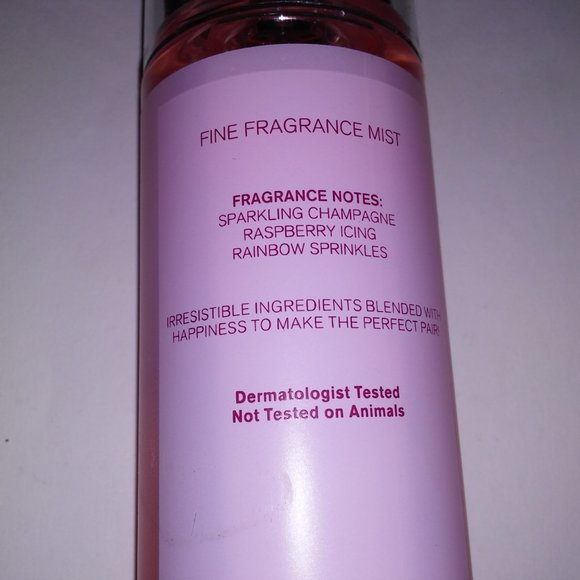 FINE FRAGRANCE MIST
FRAGRANCE NOTES:
SPARKLING CHAMPAGNE
RASPBERRY ICING
RAINBOW SPRINKLES
IRRESISTIBLE INGREDIENTS BLENDED WITH
HAPPINESS TO MAKE THE PERFECT PAIR!
Dermatologist Tested
Not Tested on Animals